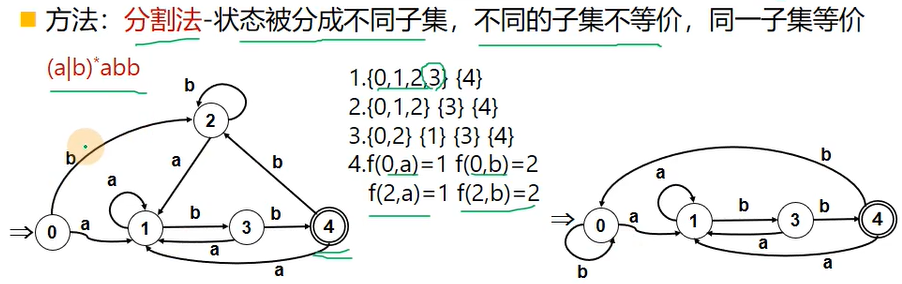 方法：分割法-状态被分成不同子集，不同的子集不等价，同一子集等价
(a|b)*abb
1.{0,1,2,3} {4}
2.{0,1,2} {3} {4}
3.{0,2} {1} {3} {4}
4.f(0,a)=1 f(0,b)=2
f(2,a)=1 f(2,b)=2
b
2
b
a
b
a
0
a
1
b
3
b
4
a
a
b
a
0
a
1
b
3
b
4
a
b
a